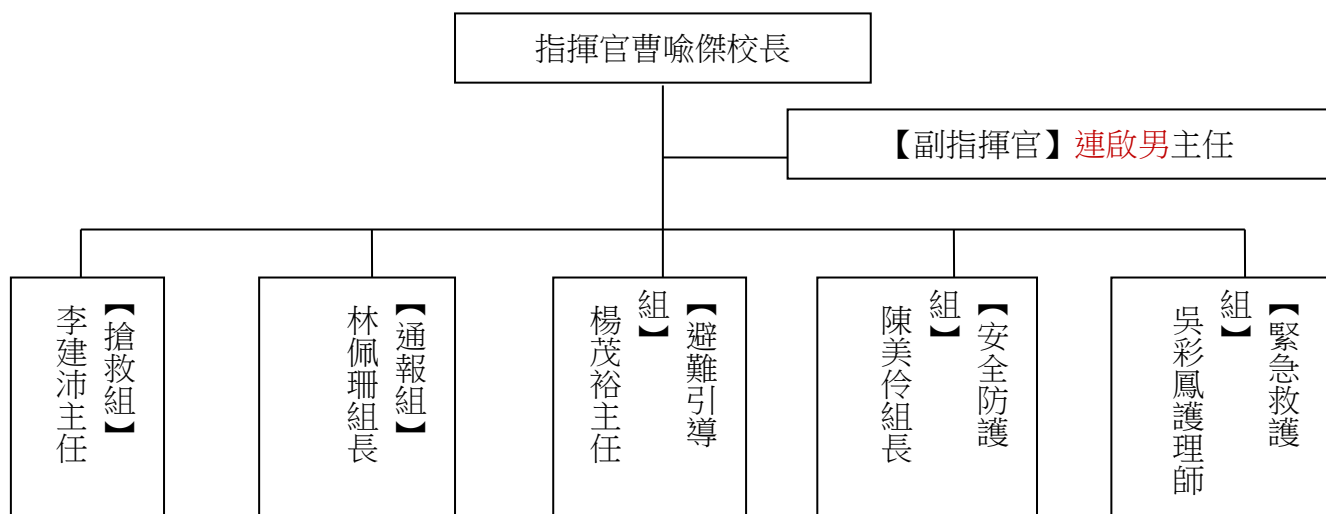 指揮官曹喻傑校長
【副指揮官】連啟男主任
【搶救組】
李建沛主任
【通報組】
林佩珊組長
【避難引導
組】
楊茂裕主任
【安全防護
組】
陳美伶組長
【緊急救護
組】
吳彩鳳護理師